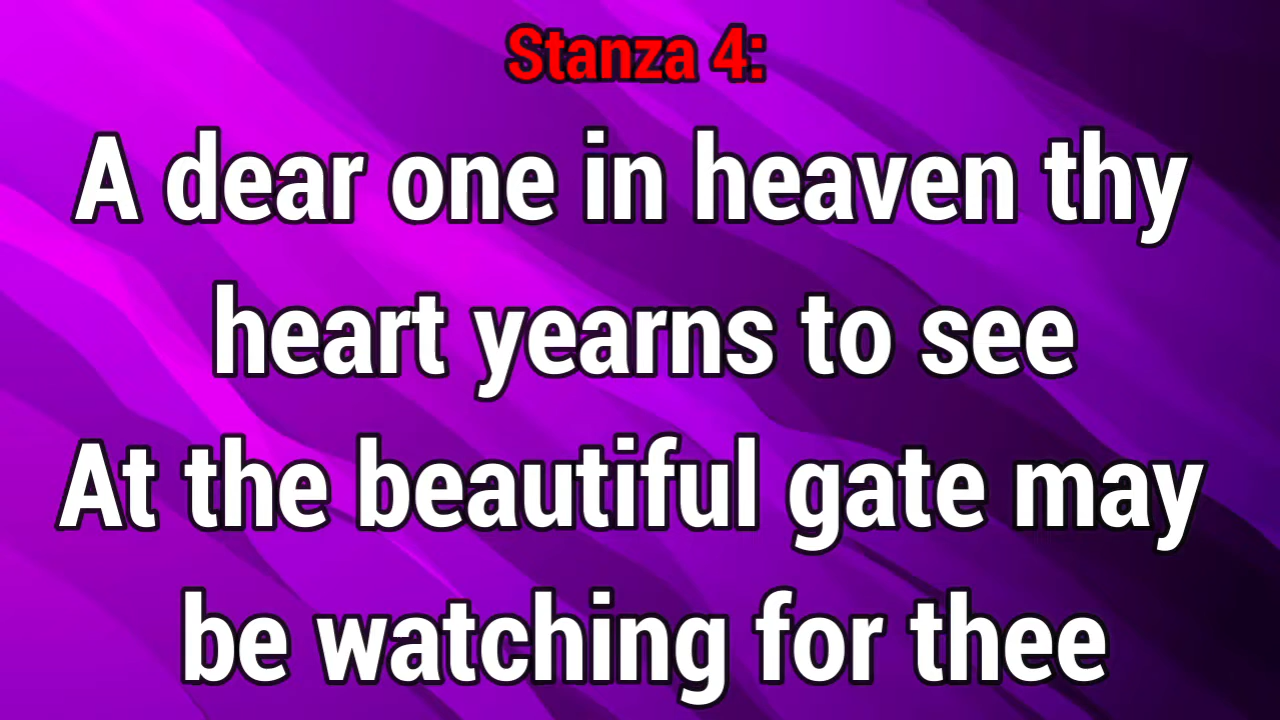 Stanza 4:
A dear one in heaven thy
heart yearns to see
At the beautiful gate may
be watching for thee